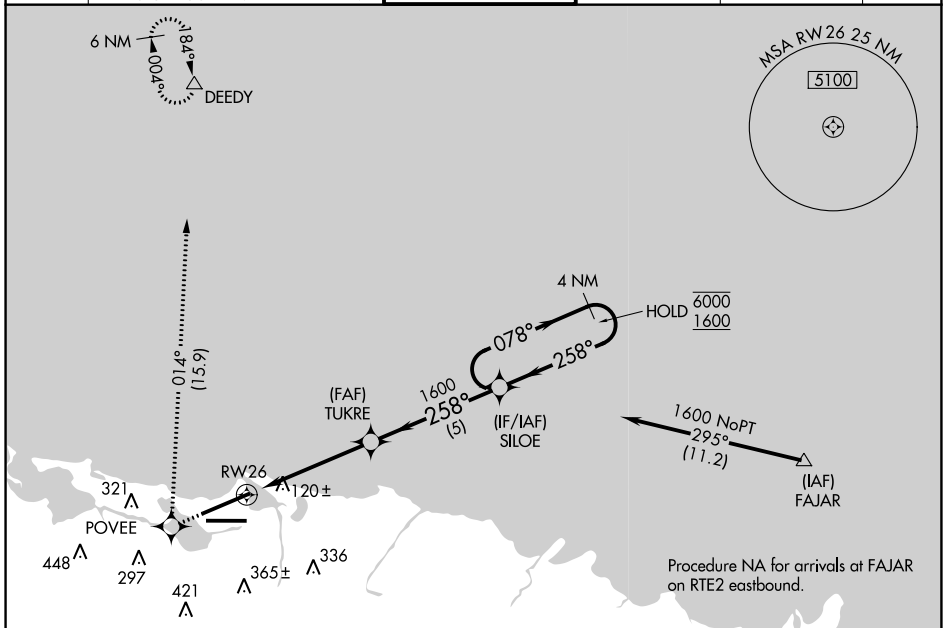 6 NM
184°
004°
DEEDY
MSA RW 26 25 NM
5100
4 NM
HOLD 6000
1600
078°
258°
014°
(15.9)
(FAF)
TUKRE
1600
258°
(5)
(IF/IAF)
SILOE
1600 NoPT
295°
(11.2)
(IAF)
FAJAR
RW26
120±
321
POVEE
448
297
421
365±
336
Procedure NA for arrivals at FAJAR
on RTE2 eastbound.